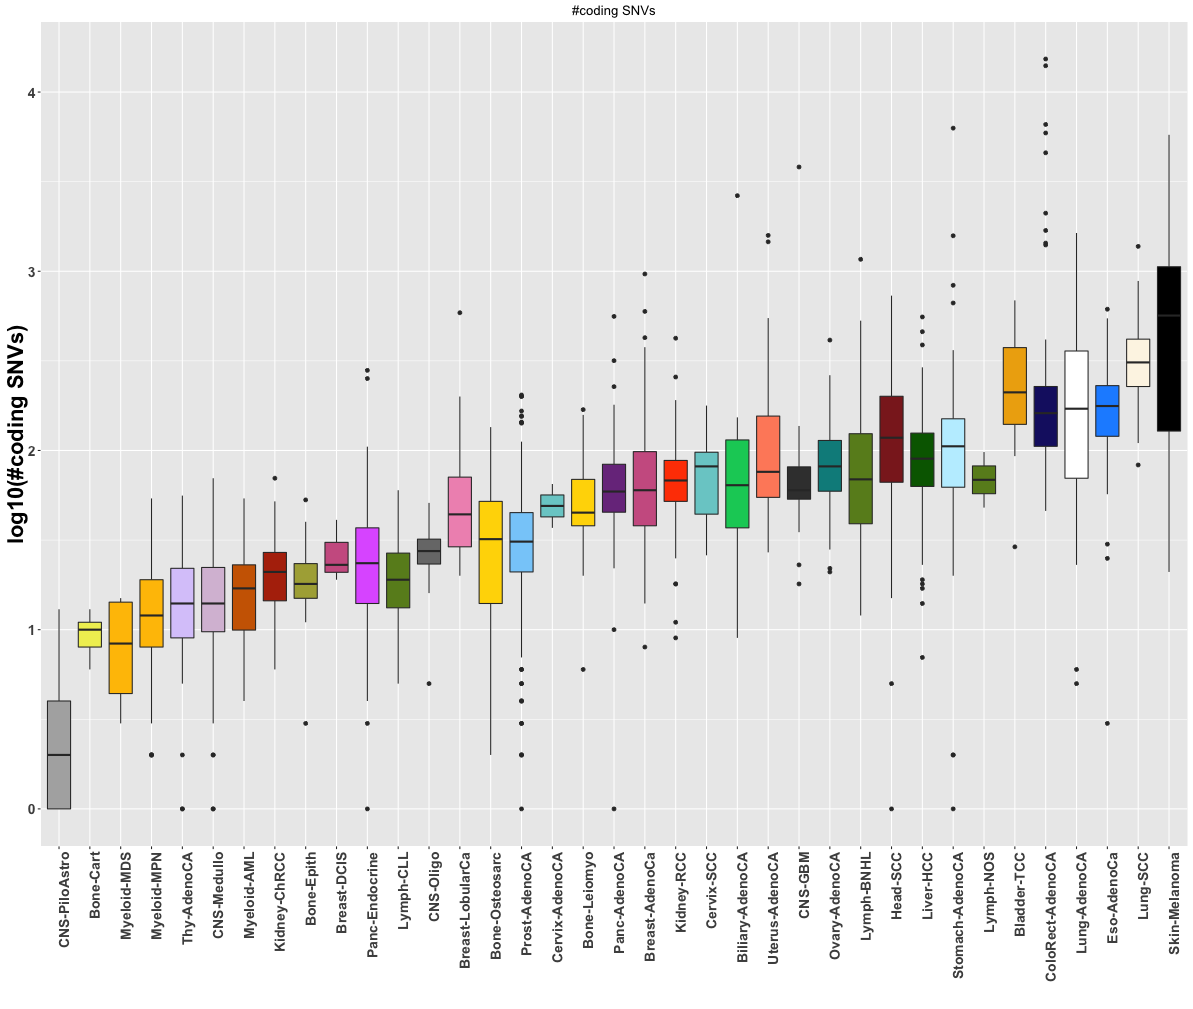 #coding SNVs
log10(#coding SNVs)
4
3
2
1
0
CNS-PiloAstro
Bone-Cart
Myeloid-MDS
Myeloid-MPN
Thy-AdenoCA
CNS-Medullo
Myeloid-AML
Kidney-ChRCC
Bone-Epith
Breast-DCIS
Panc-Endocrine
Lymph-CLL
CNS-Oligo
Breast-LobularCa
Bone-Osteosarc
Prost-AdenoCA
Cervix-AdenoCA
Bone-Leiomyo
Panc-AdenoCA
Breast-AdenoCa
Kidney-RCC
Cervix-SCC
Biliary-AdenoCA
Uterus-AdenoCA
CNS-GBM
Ovary-AdenoCA
Lymph-BNHL
Head-SCC
Liver-HCC
Stomach-AdenoCA
Lymph-NOS
Bladder-TCC
ColoRect-AdenoCA
Lung-AdenoCA
Eso-AdenoCa
Lung-SCC
Skin-Melanoma